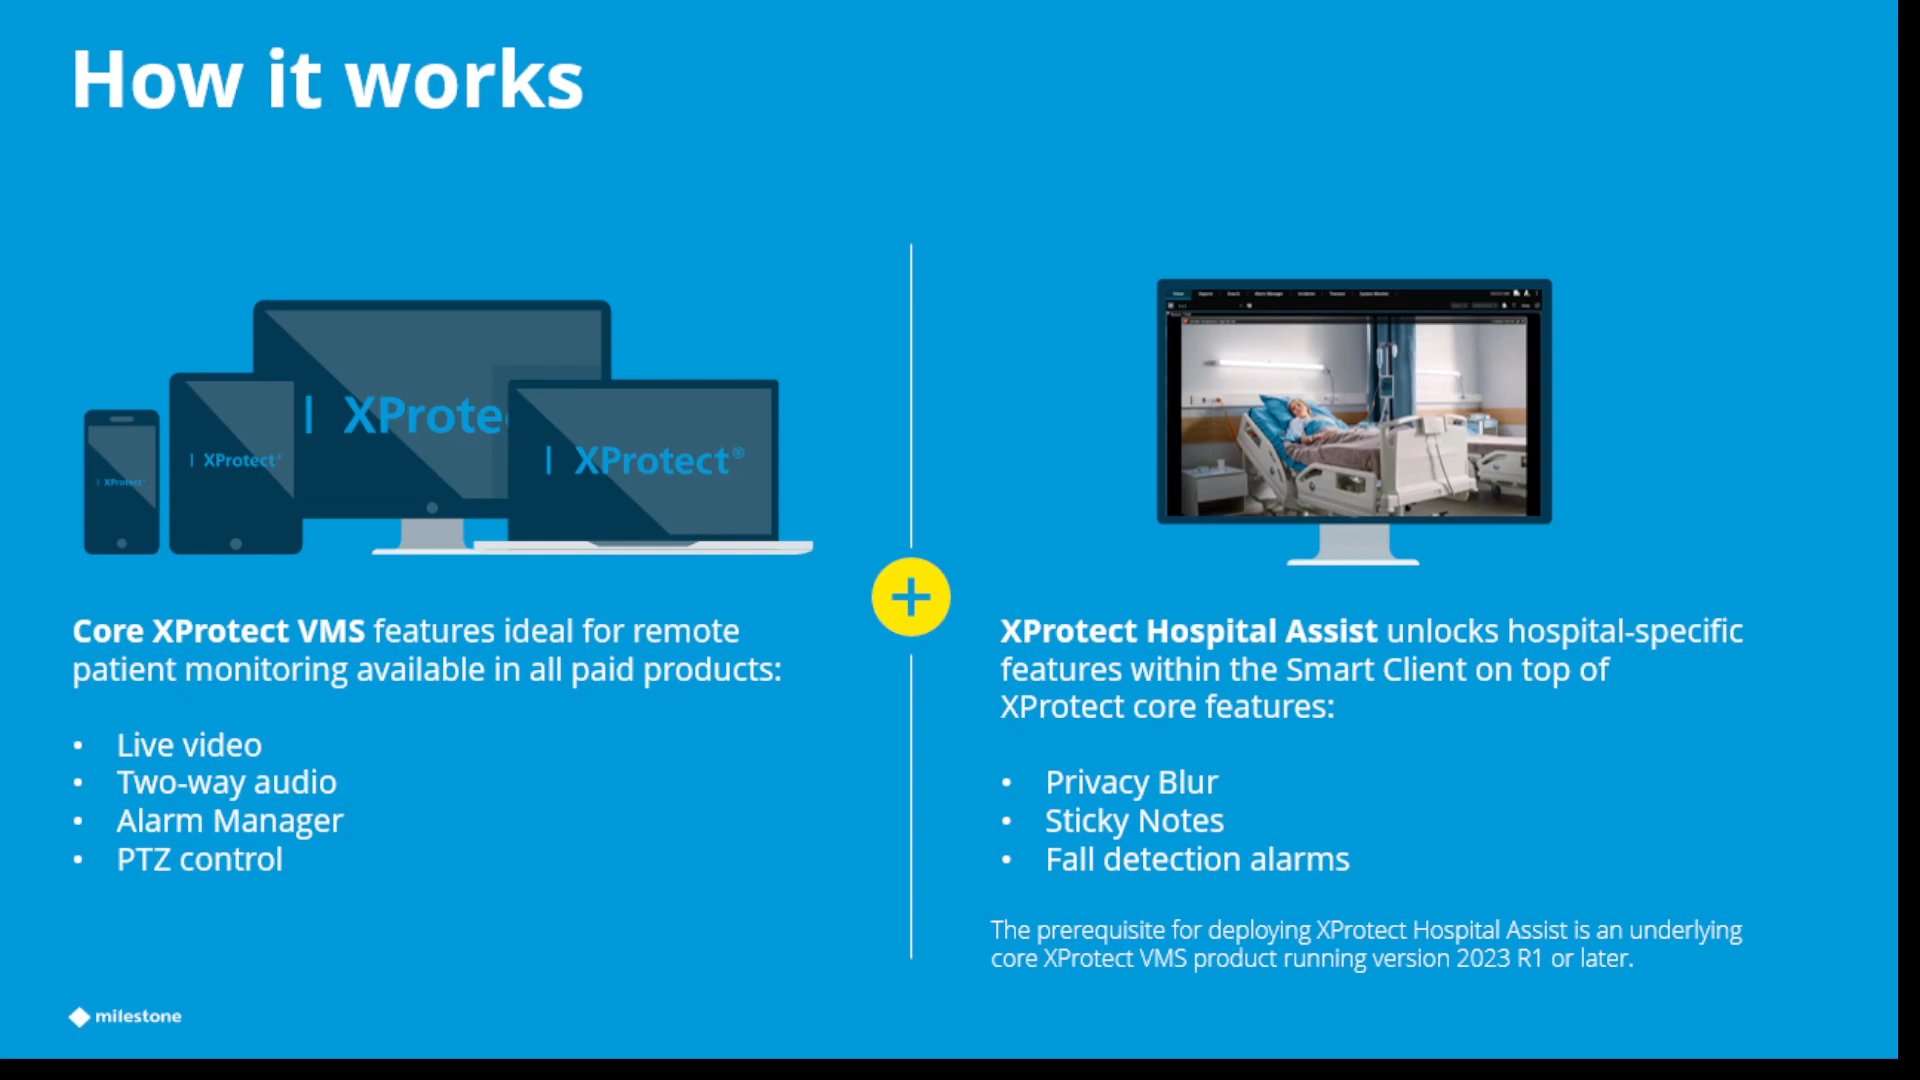 How it works
XProtect®
XProtect®
XProte
XProtect®
Core XProtect VMS features ideal for remote
patient monitoring available in all paid products:
• Live video
• Two-way audio
• Alarm Manager
• PTZ control
+
XProtect Hospital Assist unlocks hospital-specific
features within the Smart Client on top of
XProtect core features:
• Privacy Blur
• Sticky Notes
• Fall detection alarms
The prerequisite for deploying XProtect Hospital Assist is an underlying
core XProtect VMS product running version 2023 R1 or later.
milestone